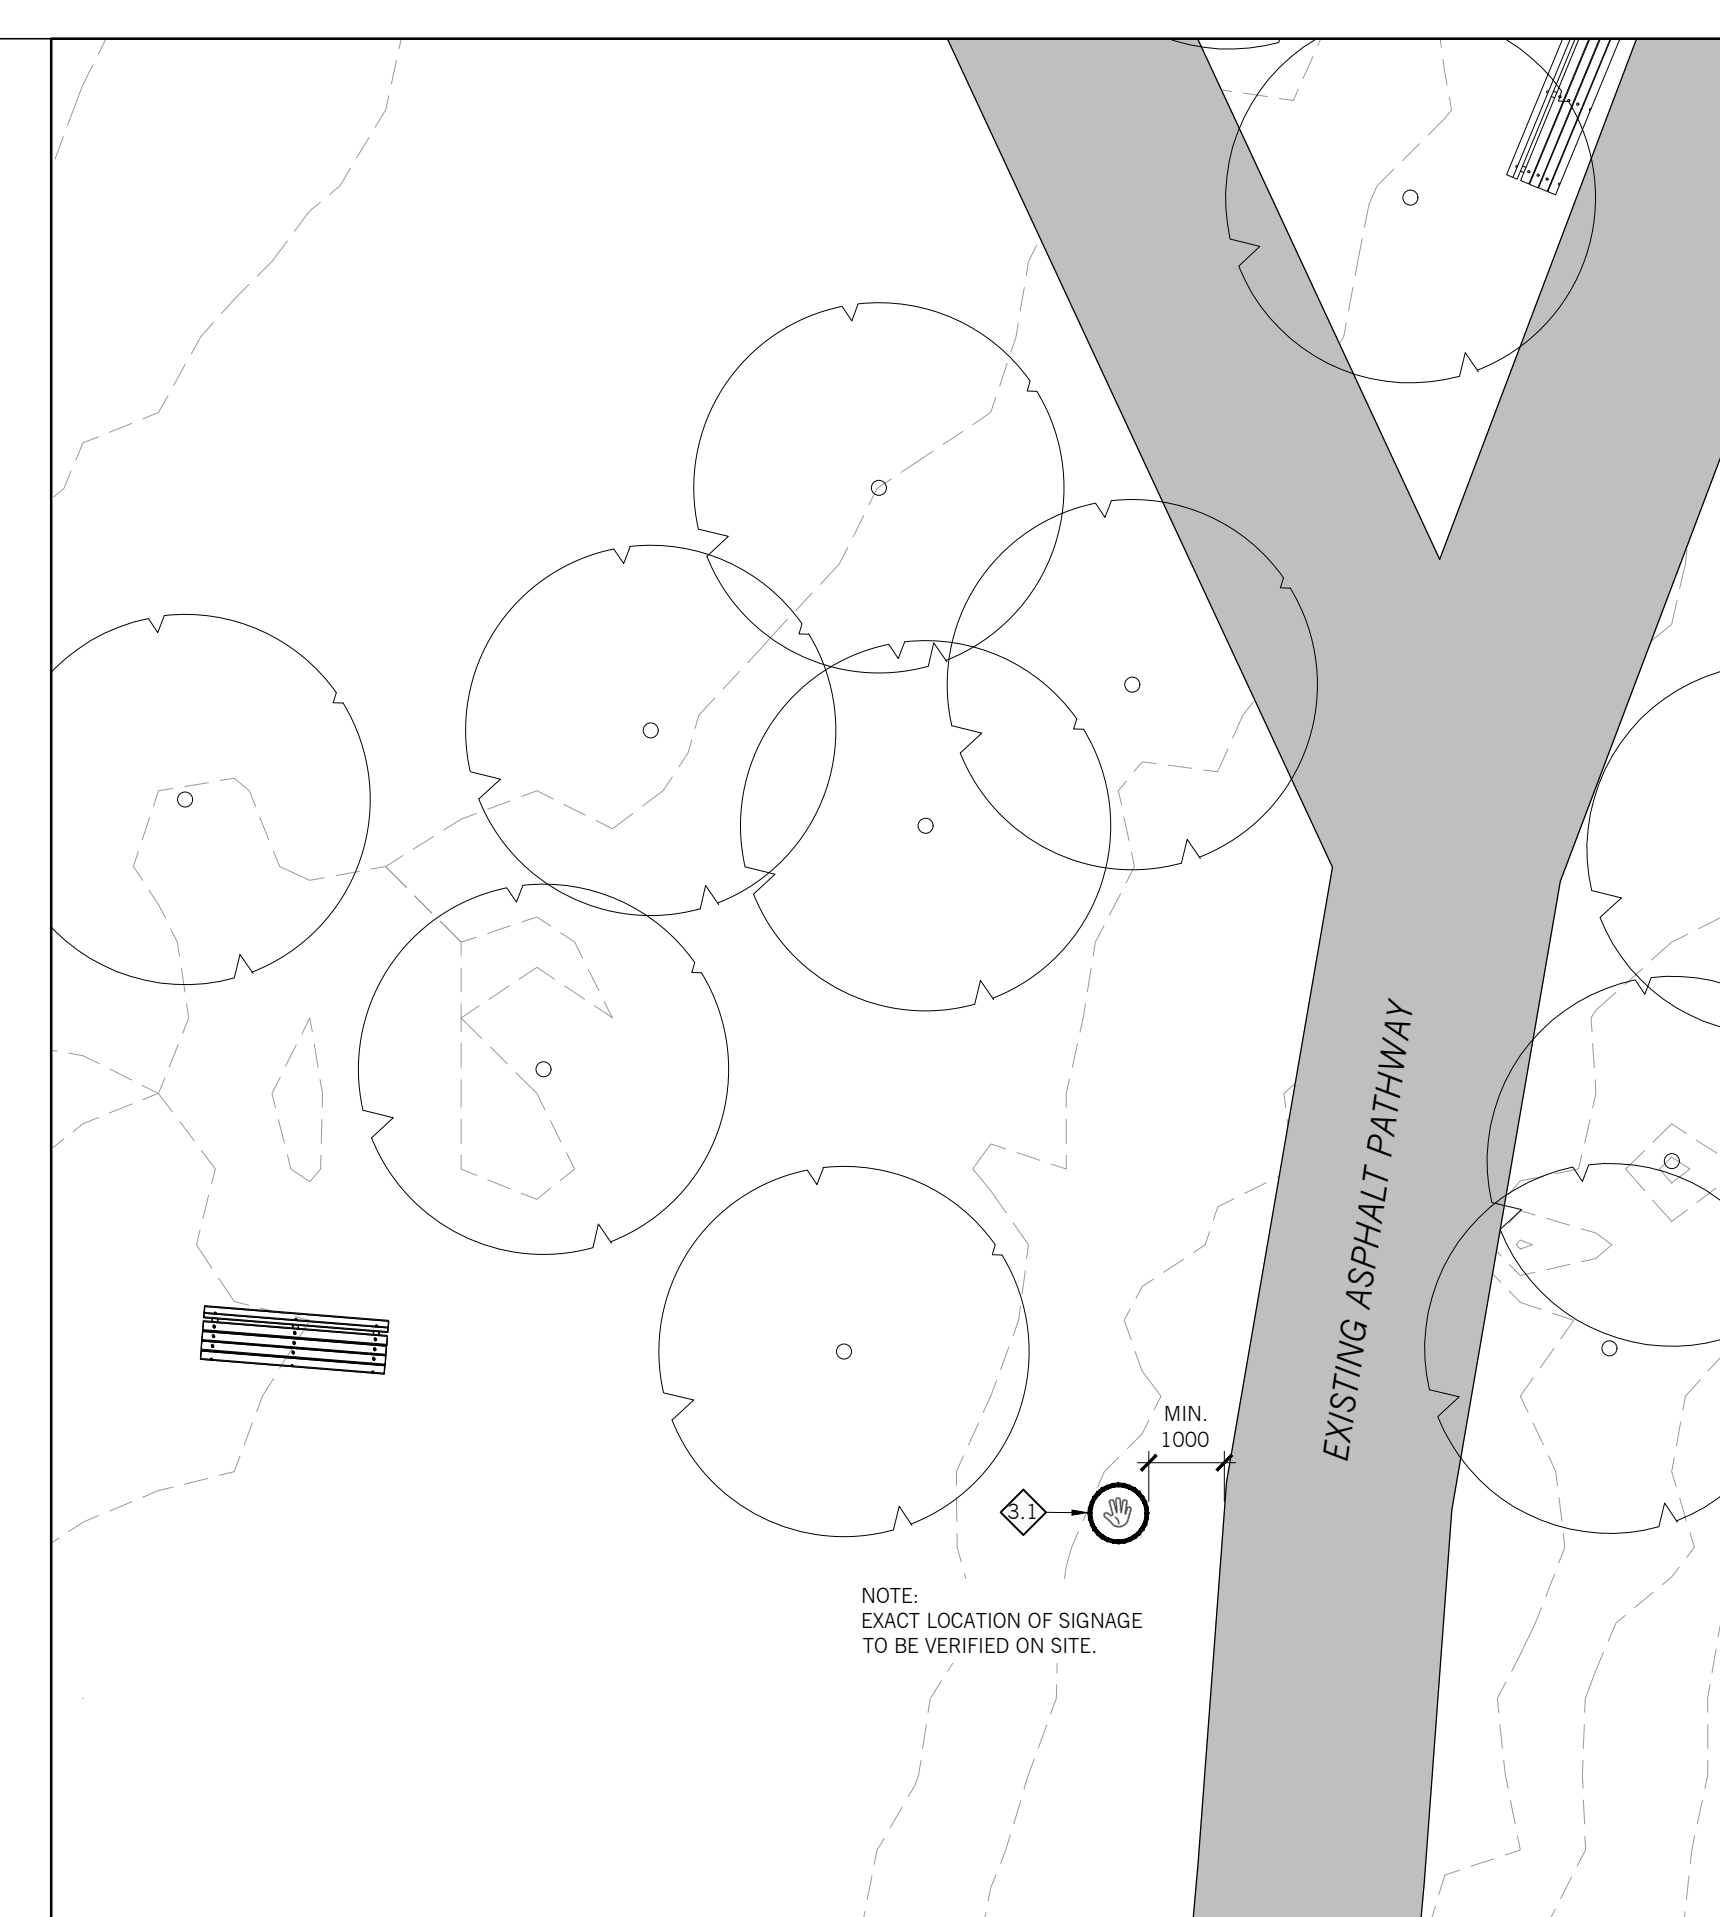 EXISTING ASPHALT PATHWAY
MIN.
1000
3.1
NOTE:
EXACT LOCATION OF SIGNAGE
TO BE VERIFIED ON SITE.